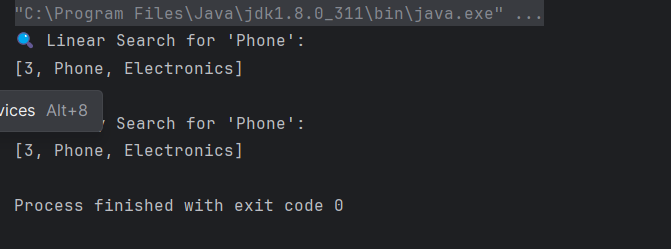 "C:\Program Files\Java\jdk1.8.0_311\bin\java.exe" ...
🔍 Linear Search for 'Phone':
[3, Phone, Electronics]
vices Alt+8
y Search for 'Phone':
[3, Phone, Electronics]
Process finished with exit code 0